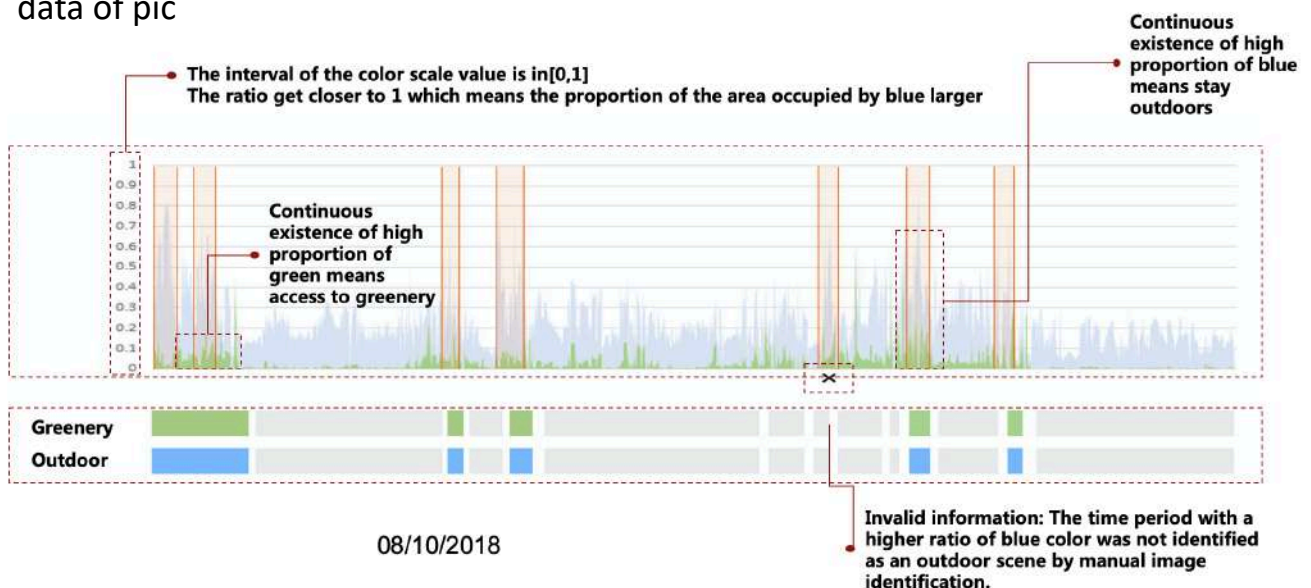 data of pic
Continuous
existence of high
proportion of blue
means stay
outdoors
The interval of the color scale value is in[0,1]
The ratio get closer to 1 which means the proportion of the area occupied by blue larger
1
0.9
0.8
0.7
0.6
0.5
0.4
0.3
0.2
0.1
0
Continuous
existence of high
proportion of
green means
access to greenery
Greenery
Outdoor
08/10/2018
Invalid information: The time period with a
higher ratio of blue color was not identified
as an outdoor scene by manual image
identification.